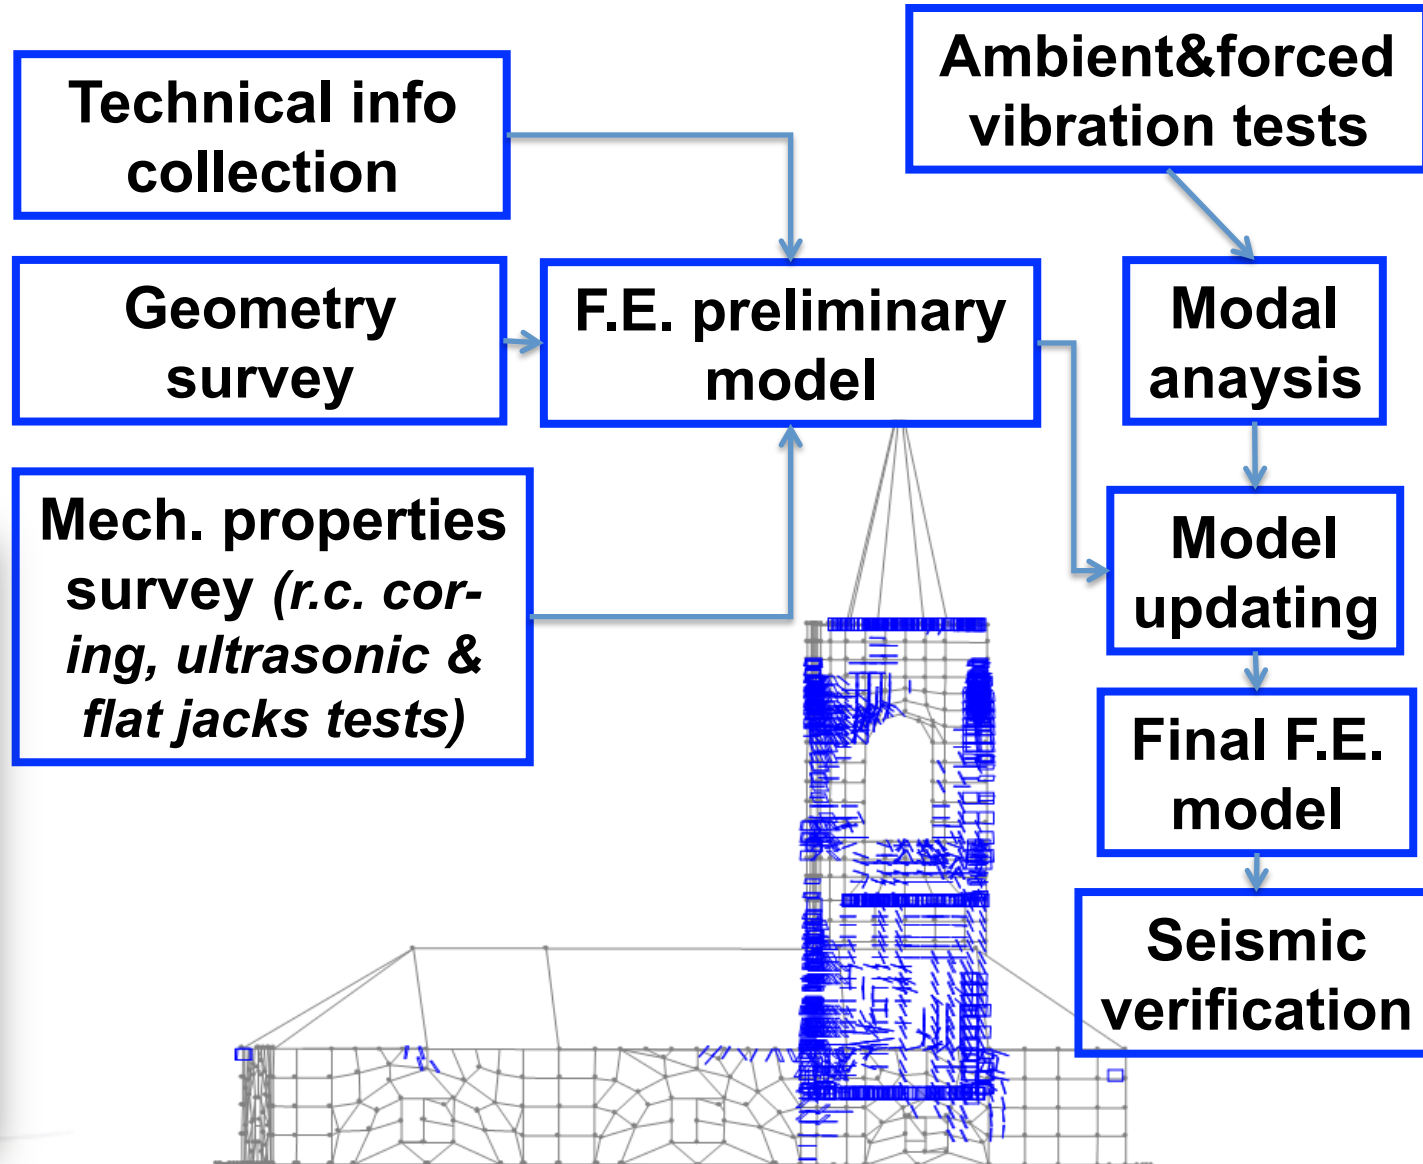 Technical info
collection
Ambient&forced
vibration tests
Geometry
survey
F.E. preliminary
model
Modal
anaysis
Mech. properties
survey (r.c. cor-
ing, ultrasonic &
flat jacks tests)
Model
updating
Final F.E.
model
Seismic
verification